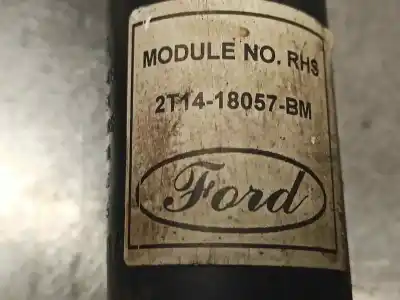 MODULE NO. RHS
2T14-18057-BM
Ford